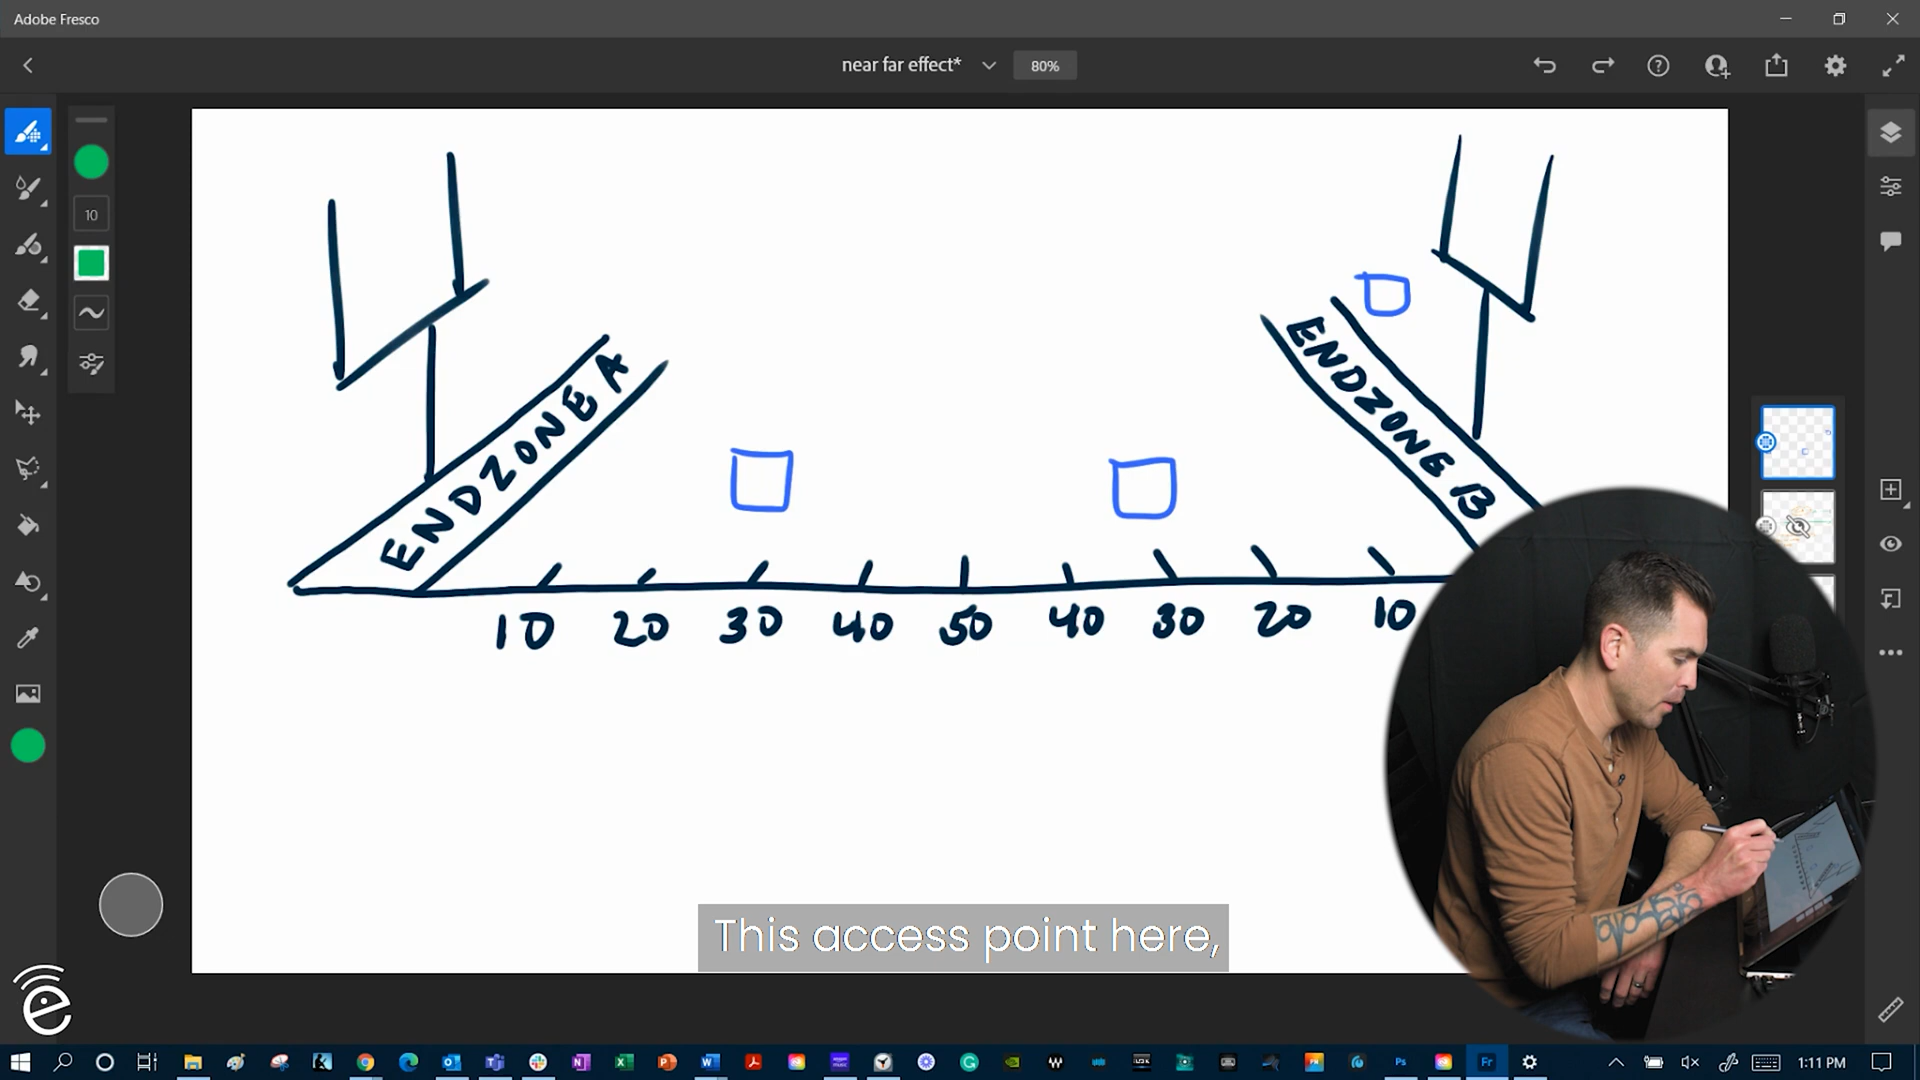 Adobe Fresco
near far effect*
80%
10
ENDZONE A
ENDZONE B
10 20 30 40 50 40 30 20 10
This access point here,
1:11 PM